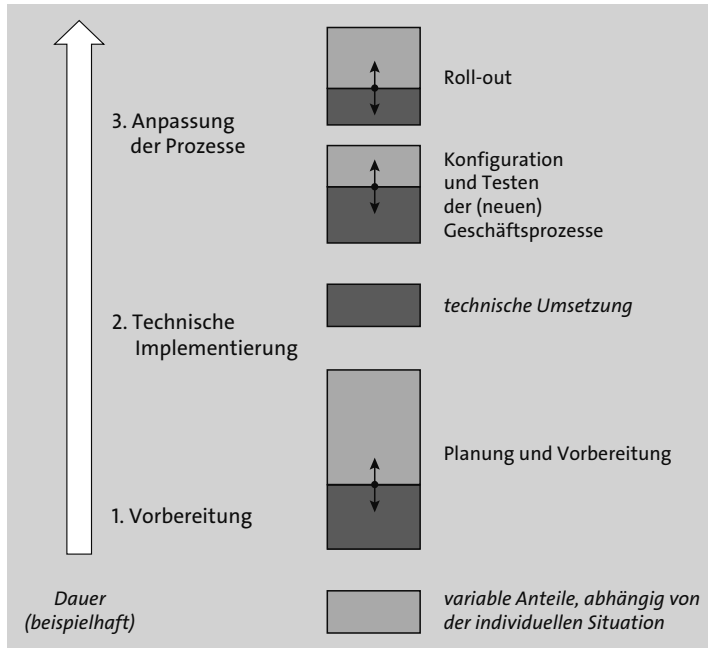 Roll-out
3. Anpassung
der Prozesse
Konfiguration
und Testen
der (neuen)
Geschäftsprozesse
technische Umsetzung
2. Technische
Implementierung
Planung und Vorbereitung
1. Vorbereitung
Dauer
(beispielhaft)
variable Anteile, abhängig von
der individuellen Situation